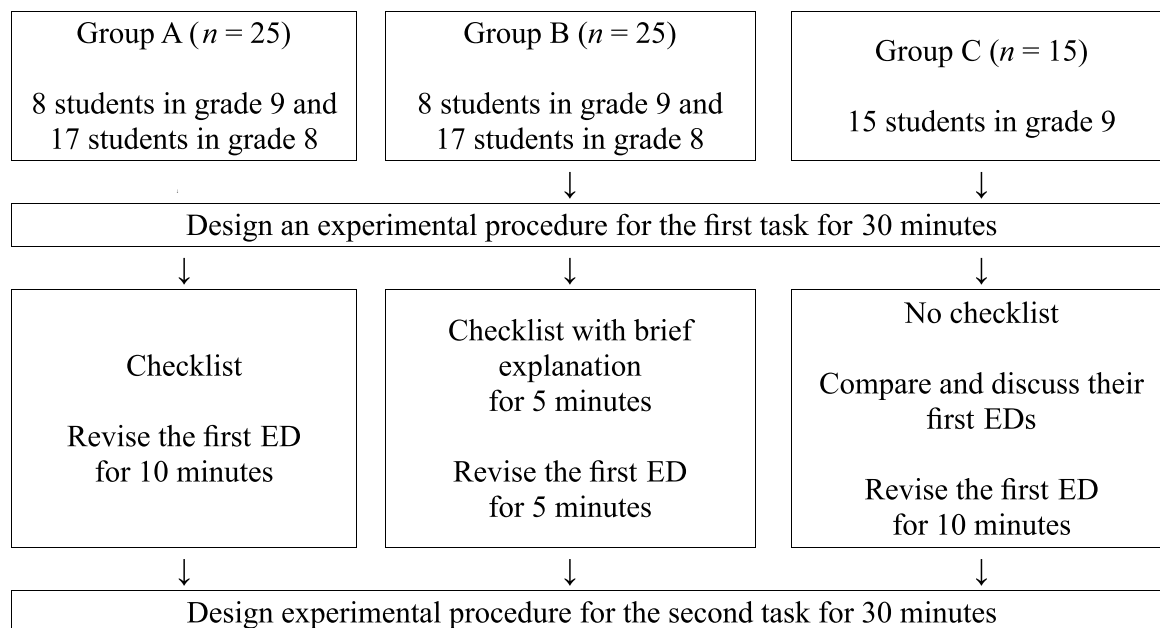 Group A (n = 25)
8 students in grade 9 and
17 students in grade 8
Group B (n = 25)
8 students in grade 9 and
17 students in grade 8
Group C (n = 15)
15 students in grade 9
↓
↓
Design an experimental procedure for the first task for 30 minutes
↓
↓
↓
Checklist
Revise the first ED
for 10 minutes
Checklist with brief
explanation
for 5 minutes
Revise the first ED
for 5 minutes
No checklist
Compare and discuss their
first EDs
Revise the first ED
for 10 minutes
↓
↓
↓
Design experimental procedure for the second task for 30 minutes